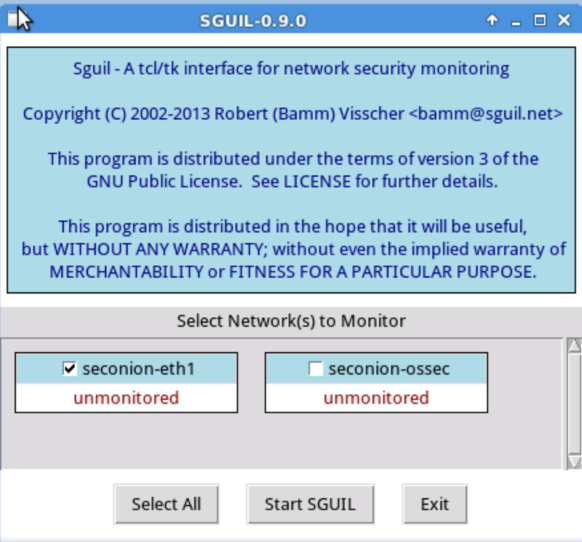 SGUIL-0.9.0
Sguil - A tcl/tk interface for network security monitoring
Copyright (C) 2002-2013 Robert (Bamm) Visscher <bamm@sguil.net>
This program is distributed under the terms of version 3 of the
GNU Public License.  See LICENSE for further details.
This program is distributed in the hope that it will be useful,
but WITHOUT ANY WARRANTY; without even the implied warranty of
MERCHANTABILITY or FITNESS FOR A PARTICULAR PURPOSE.
Select Network(s) to Monitor
seconion-eth1 seconion-ossec
unmonitored unmonitored
Select All Start SGUIL Exit